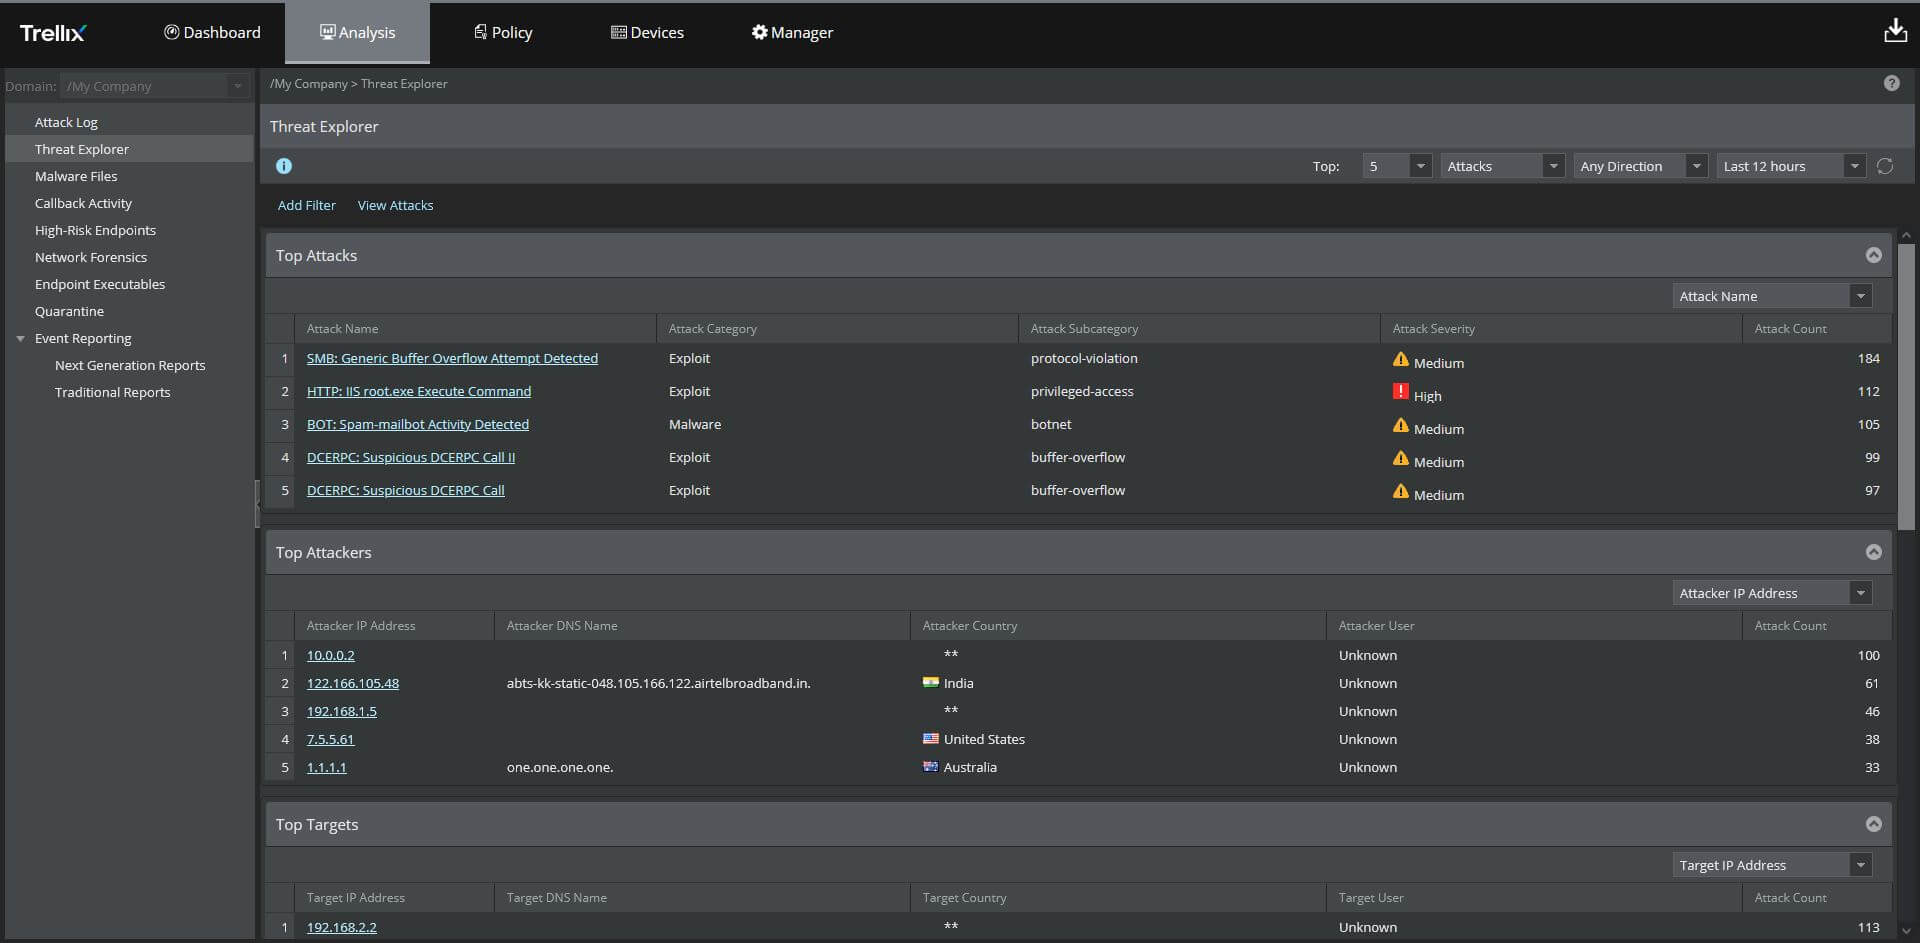 Trellix Dashboard Analysis Policy Devices Manager
Domain: /My Company
Attack Log
Threat Explorer
Malware Files
Callback Activity
High-Risk Endpoints
Network Forensics
Endpoint Executables
Quarantine
Event Reporting
Next Generation Reports
Traditional Reports
/My Company > Threat Explorer
Threat Explorer
Top: 5 Attacks Any Direction Last 12 hours
Add Filter View Attacks
Top Attacks
Attack Name
Attack Name Attack Category Attack Subcategory Attack Severity Attack Count
1 SMB: Generic Buffer Overflow Attempt Detected Exploit protocol-violation Medium 184
2 HTTP: IIS root.exe Execute Command Exploit privileged-access High 112
3 BOT: Spam-mailbot Activity Detected Malware botnet Medium 105
4 DCERPC: Suspicious DCERPC Call II Exploit buffer-overflow Medium 99
5 DCERPC: Suspicious DCERPC Call Exploit buffer-overflow Medium 97
Top Attackers
Attacker IP Address
Attacker IP Address Attacker DNS Name Attacker Country Attacker User Attack Count
1 10.0.0.2 ** Unknown 100
2 122.166.105.48 abts-kk-static-048.105.166.122.airtelbroadband.in. India Unknown 61
3 192.168.1.5 ** Unknown 46
4 7.5.5.61 United States Unknown 38
5 1.1.1.1 one.one.one.one. Australia Unknown 33
Top Targets
Target IP Address
Target IP Address Target DNS Name Target Country Target User Attack Count
1 192.168.2.2 ** Unknown 113